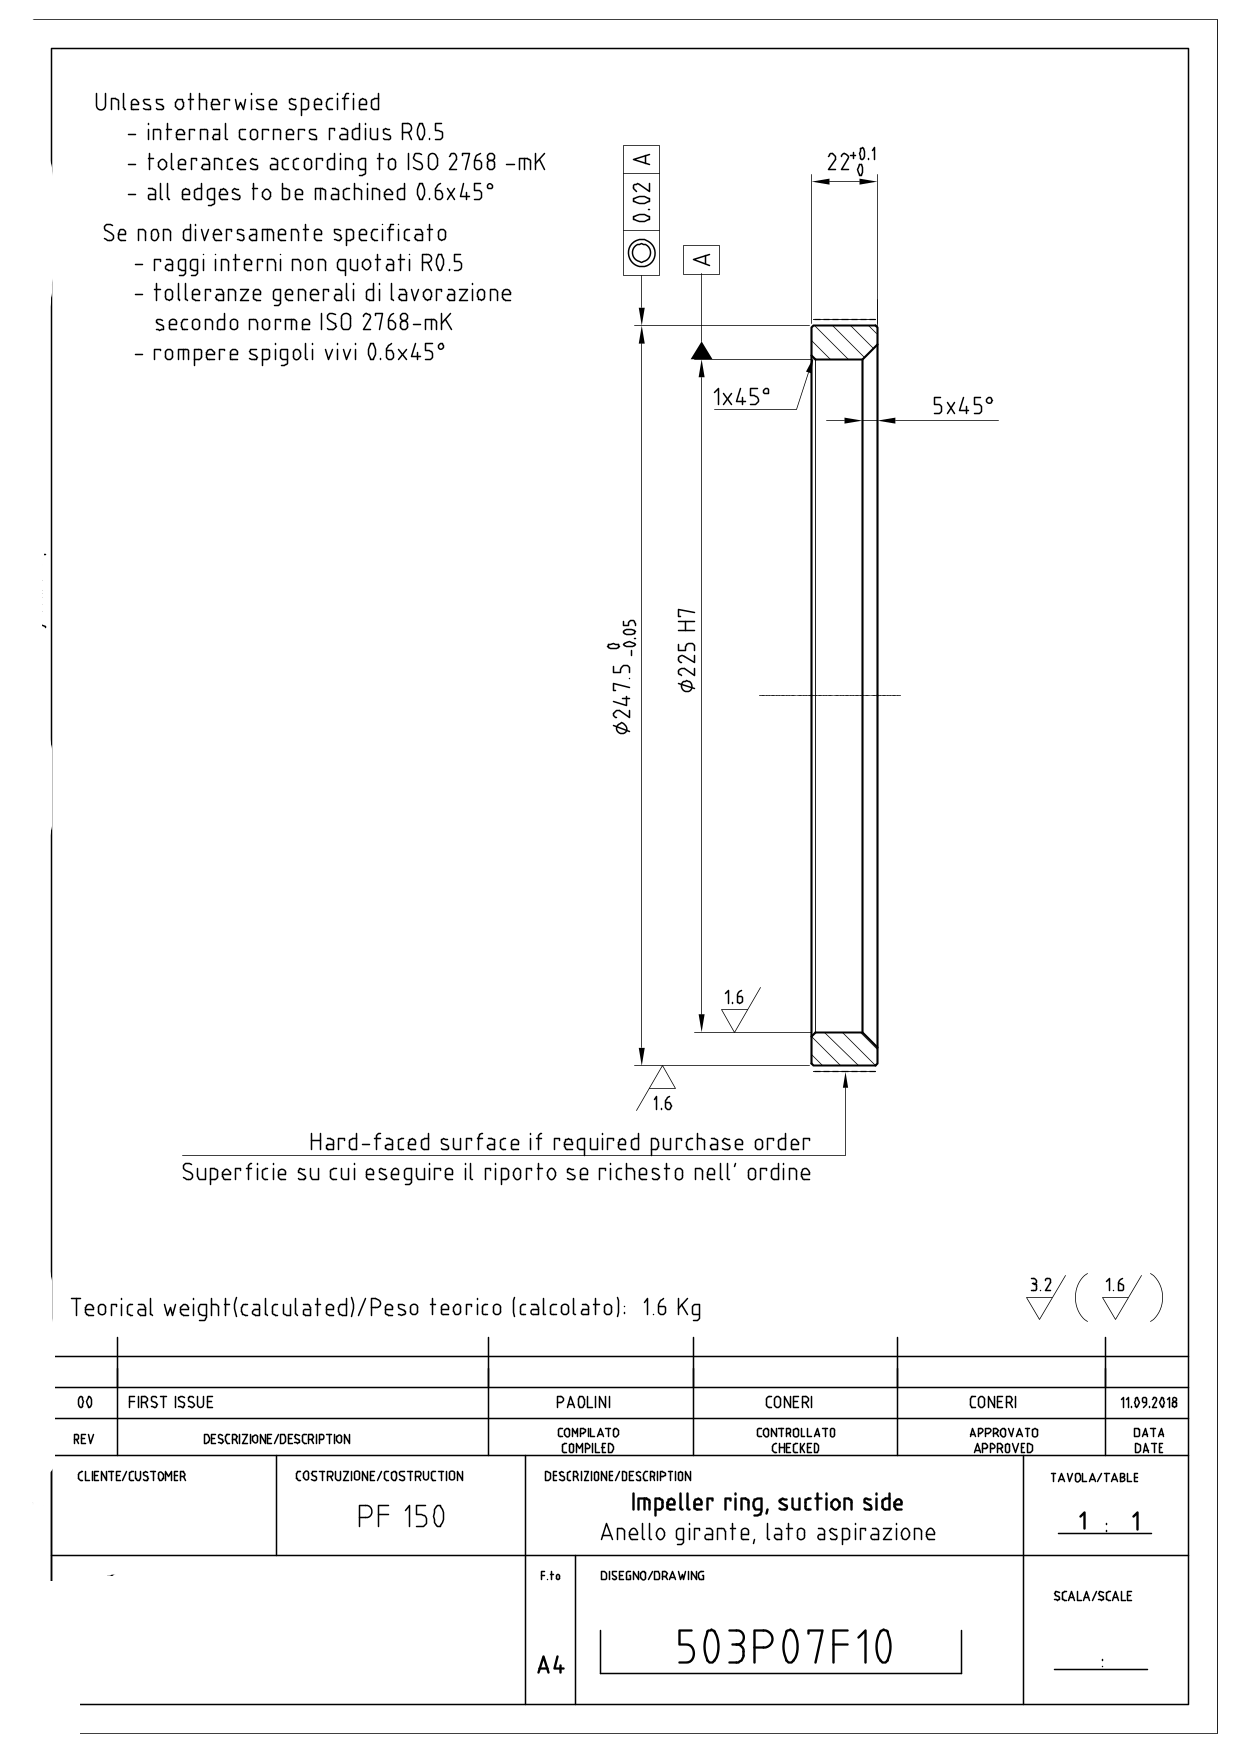 Unless otherwise specified
- internal corners radius R0.5
- tolerances according to ISO 2768 -mK
- all edges to be machined 0.6x45°
Se non diversamente specificato
- raggi interni non quotati R0.5
- tolleranze generali di lavorazione
secondo norme ISO 2768-mK
- rompere spigoli vivi 0.6x45°
0.02 A
A
22 +0.1 0
1x45°
5x45°
ϕ247.5 0 -0.05
ϕ225 H7
1.6
1.6
Hard-faced surface if required purchase order
Superficie su cui eseguire il riporto se richesto nell' ordine
3.2 ( 1.6 )
Teorical weight(calculated)/Peso teorico (calcolato): 1.6 Kg
00 FIRST ISSUE PAOLINI CONERI CONERI 11.09.2018
REV DESCRIZIONE/DESCRIPTION COMPILATO CONTROLLATO APPROVATO DATA
COMPILED CHECKED APPROVED DATE
CLIENTE/CUSTOMER COSTRUZIONE/COSTRUCTION DESCRIZIONE/DESCRIPTION TAVOLA/TABLE
PF 150
Impeller ring, suction side
Anello girante, lato aspirazione
1 : 1
F.to DISEGNO/DRAWING
SCALA/SCALE
A4
503P07F10
: